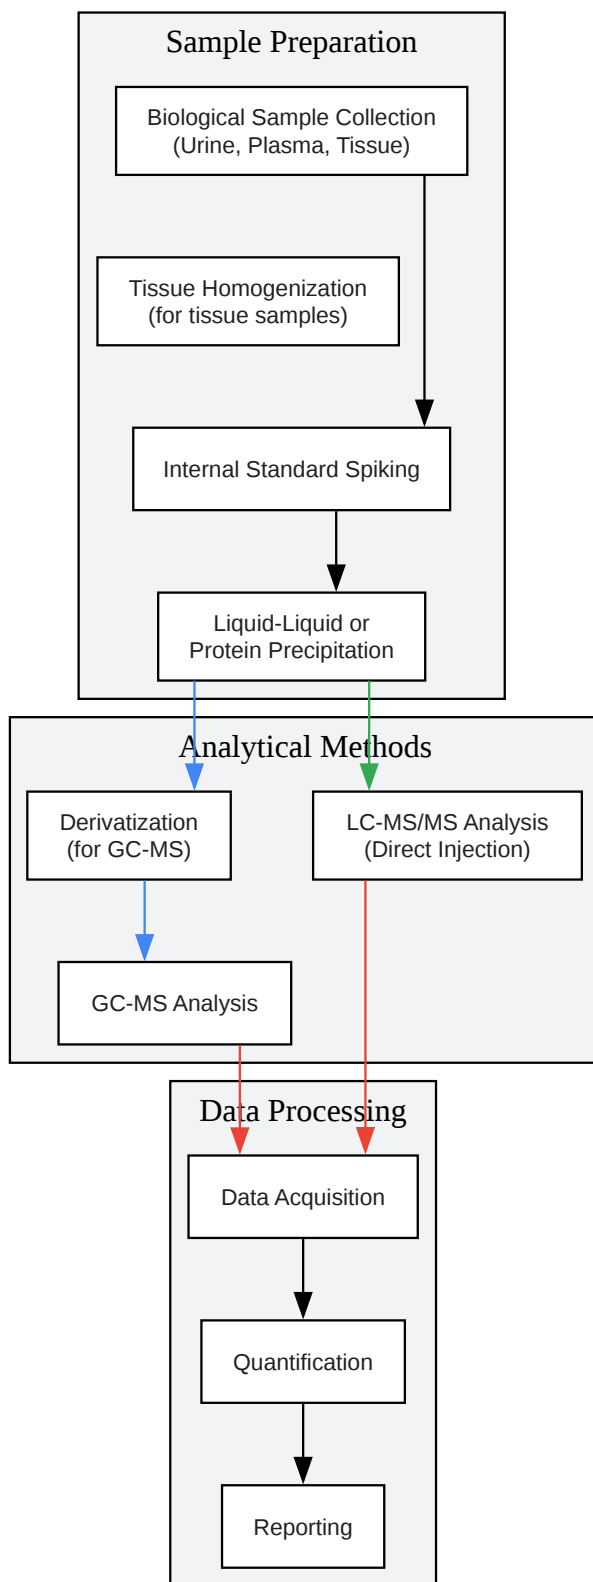 Sample Preparation
Biological Sample Collection
(Urine, Plasma, Tissue)
Tissue Homogenization
(for tissue samples)
Internal Standard Spiking
Liquid-Liquid or
Protein Precipitation
Analytical Methods
Derivatization
(for GC-MS)
LC-MS/MS Analysis
(Direct Injection)
GC-MS Analysis
Data Processing
Data Acquisition
Quantification
Reporting